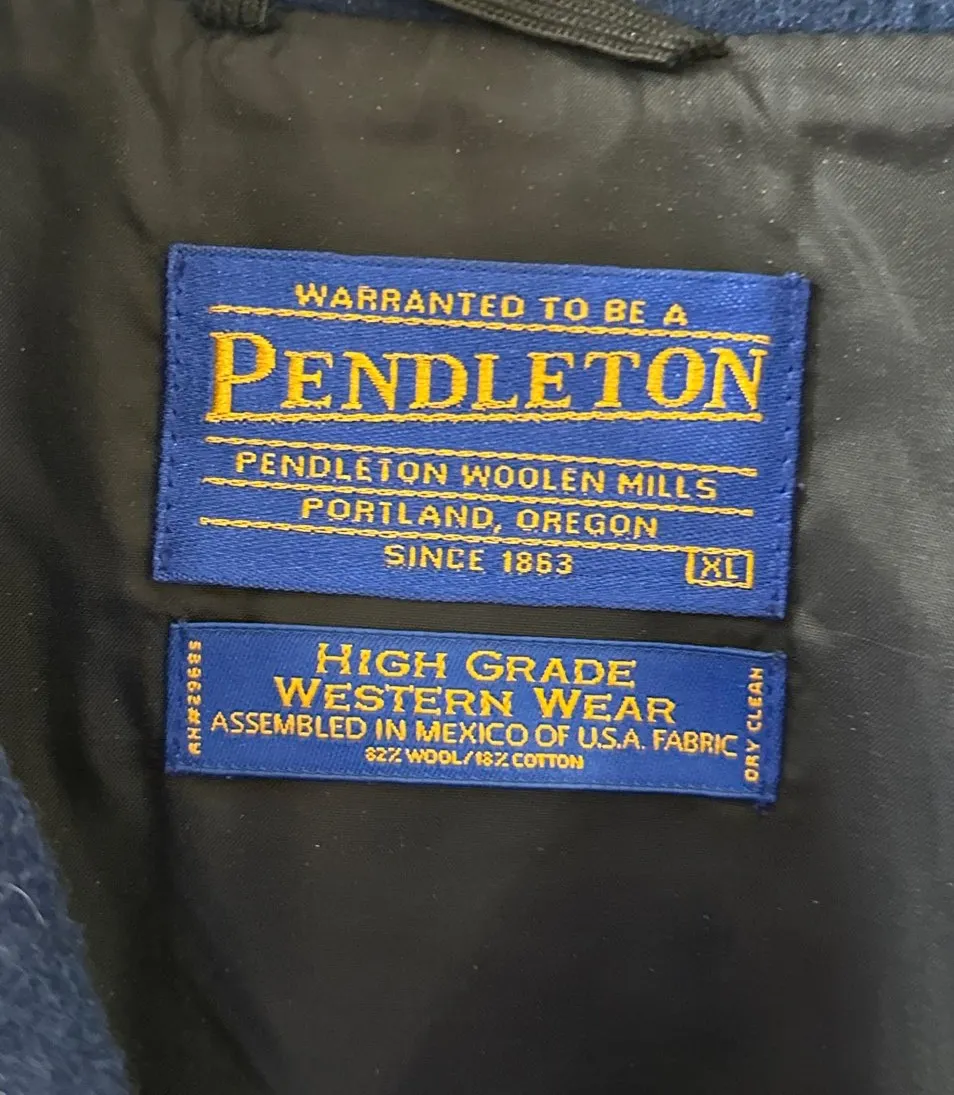 WARRANTED TO BE A
PENDLETON
PENDLETON WOOLEN MILLS
PORTLAND, OREGON
SINCE 1863
XL
HIGH GRADE
WESTERN WEAR
ASSEMBLED IN MEXICO OF U.S.A. FABRIC
82% WOOL/18% COTTON
RN#29685
DRY CLEAN